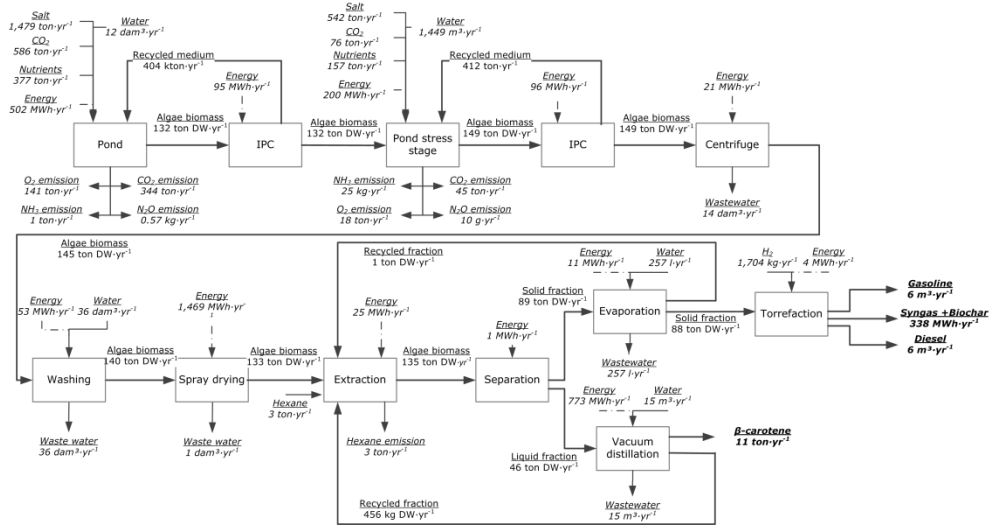 Salt
1,479 ton·yr⁻¹
Water
12 dam³·yr⁻¹
CO₂
586 ton·yr⁻¹
Nutrients
377 ton·yr⁻¹
Energy
502 MWh·yr⁻¹
Recycled medium
404 kton·yr⁻¹
Energy
95 MWh·yr⁻¹
Pond
Algae biomass
132 ton DW·yr⁻¹
IPC
Algae biomass
132 ton DW·yr⁻¹
O₂ emission
141 ton·yr⁻¹
CO₂ emission
344 ton·yr⁻¹
NH₃ emission
1 ton·yr⁻¹
N₂O emission
0.57 kg·yr⁻¹
Salt
542 ton·yr⁻¹
Water
1,449 m³·yr⁻¹
CO₂
76 ton·yr⁻¹
Nutrients
157 ton·yr⁻¹
Energy
200 MWh·yr⁻¹
Recycled medium
412 ton·yr⁻¹
Energy
96 MWh·yr⁻¹
Energy
21 MWh·yr⁻¹
Pond stress
stage
Algae biomass
149 ton DW·yr⁻¹
IPC
Algae biomass
149 ton DW·yr⁻¹
Centrifuge
NH₃ emission
25 kg·yr⁻¹
CO₂ emission
45 ton·yr⁻¹
O₂ emission
18 ton·yr⁻¹
N₂O emission
10 g·yr⁻¹
Wastewater
14 dam³·yr⁻¹
Algae biomass
145 ton DW·yr⁻¹
Energy
53 MWh·yr⁻¹
Water
36 dam³·yr⁻¹
Washing
Waste water
36 dam³·yr⁻¹
Algae biomass
140 ton DW·yr⁻¹
Energy
1,469 MWh·yr⁻
Spray drying
Waste water
1 dam³·yr⁻¹
Algae biomass
133 ton DW·yr⁻¹
Hexane
3 ton·yr⁻¹
Recycled fraction
1 ton DW·yr⁻¹
Energy
25 MWh·yr⁻¹
Extraction
Hexane emission
3 ton·yr⁻¹
Algae biomass
135 ton DW·yr⁻¹
Energy
1 MWh·yr⁻¹
Separation
Solid fraction
89 ton DW·yr⁻¹
Energy
11 MWh·yr⁻¹
Water
257 l·yr⁻¹
Evaporation
Wastewater
257 l·yr⁻¹
Solid fraction
88 ton DW·yr⁻¹
H₂
1,704 kg·yr⁻¹
Energy
4 MWh·yr⁻¹
Torrefaction
Gasoline
6 m³·yr⁻¹
Syngas +Biochar
338 MWh·yr⁻¹
Diesel
6 m³·yr⁻¹
Liquid fraction
46 ton DW·yr⁻¹
Energy
773 MWh·yr⁻¹
Water
15 m³·yr⁻¹
Vacuum
distillation
β-carotene
11 ton·yr⁻¹
Wastewater
15 m³·yr⁻¹
Recycled fraction
456 kg DW·yr⁻¹